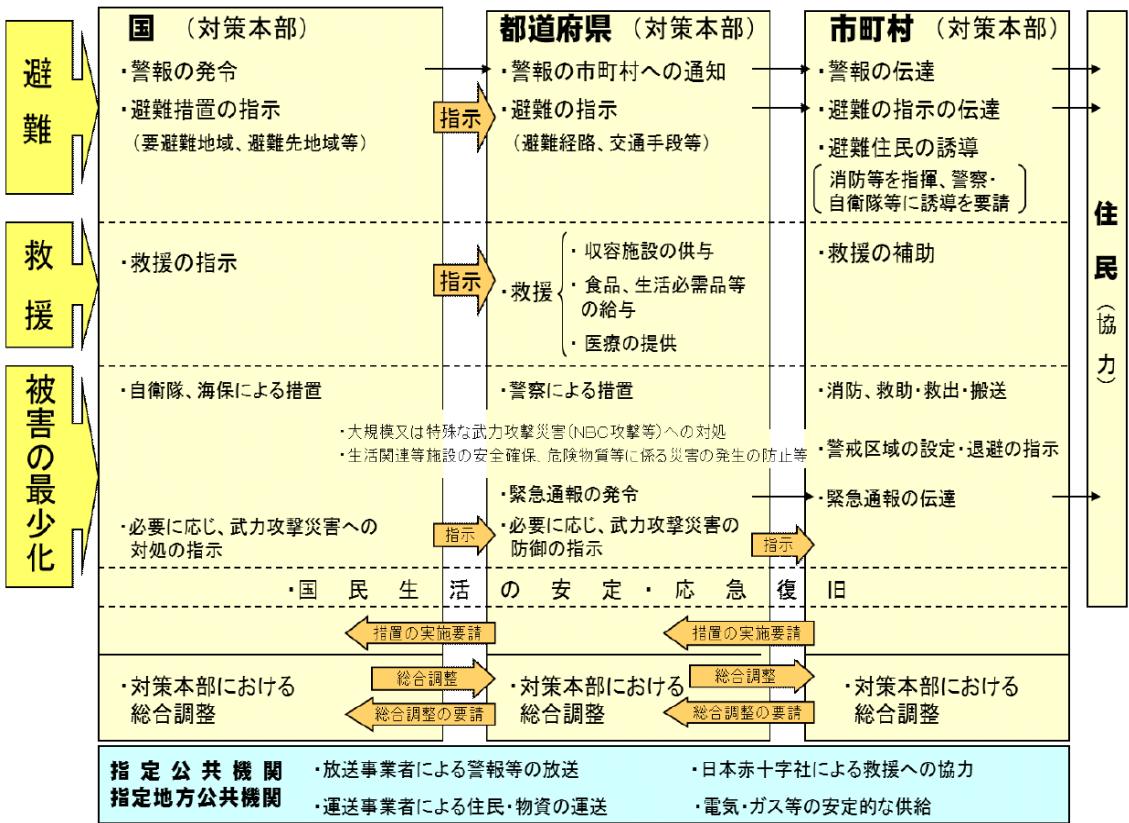 国 （対策本部）
都道府県 （対策本部）
市町村 （対策本部）
避難
・警報の発令
・警報の市町村への通知
・警報の伝達
・避難措置の指示
（要避難地域、避難先地域等）
指示
・避難の指示
（避難経路、交通手段等）
・避難の指示の伝達
・避難住民の誘導
消防等を指揮、警察・
自衛隊等に誘導を要請
救援
・救援の指示
指示
・救援
・収容施設の供与
・食品、生活必需品等
の給与
・医療の提供
・救援の補助
被害の最少化
・自衛隊、海保による措置
・警察による措置
・消防、救助・救出・搬送
・大規模又は特殊な武力攻撃災害（NBC攻撃等）への対処
・生活関連等施設の安全確保、危険物質等に係る災害の発生の防止等
・警戒区域の設定・退避の指示
・緊急通報の発令
・緊急通報の伝達
・必要に応じ、武力攻撃災害への
対処の指示
指示
・必要に応じ、武力攻撃災害の
防御の指示
指示
・国民生活の安定・応急復旧
措置の実施要請
措置の実施要請
・対策本部における
総合調整
総合調整
総合調整の要請
・対策本部における
総合調整
総合調整
総合調整の要請
・対策本部における
総合調整
住民（協力）
指定公共機関
指定地方公共機関
・放送事業者による警報等の放送
・日本赤十字社による救援への協力
・運送事業者による住民・物資の運送
・電気・ガス等の安定的な供給